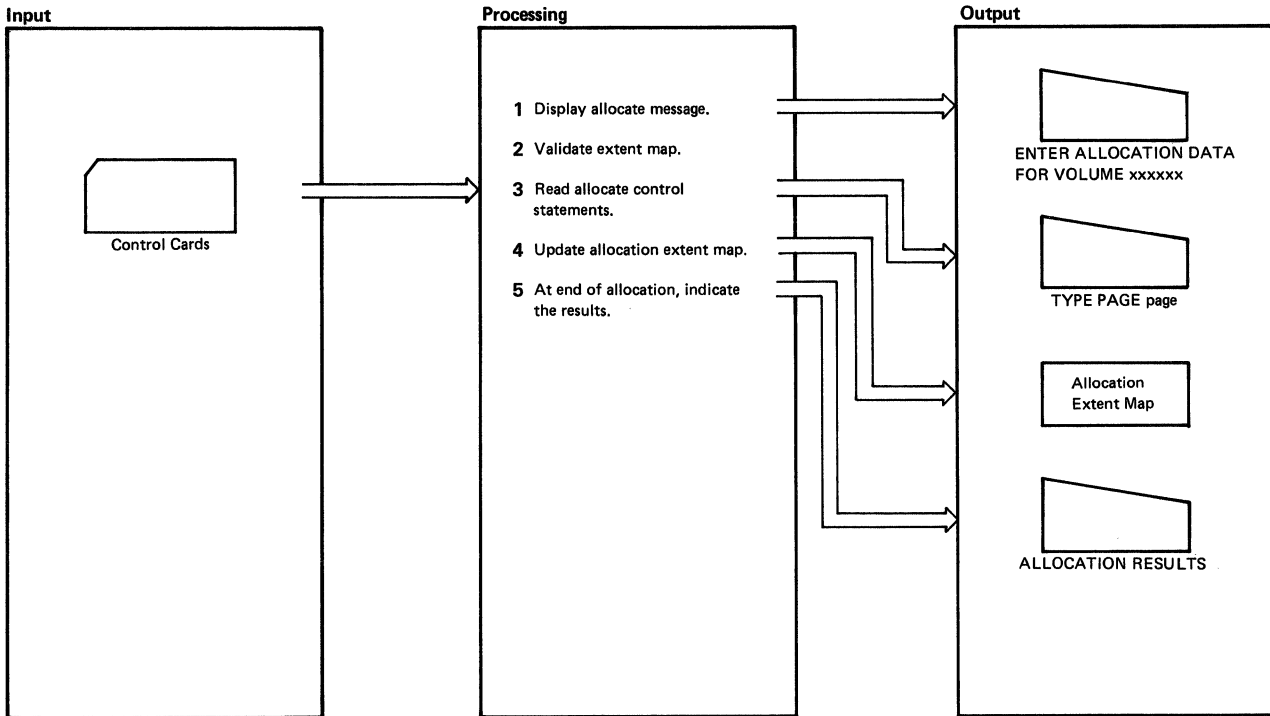 Input
Control Cards
Processing
1 Display allocate message.
2 Validate extent map.
3 Read allocate control
statements.
4 Update allocation extent map.
5 At end of allocation, indicate
the results.
Output
ENTER ALLOCATION DATA
FOR VOLUME xxxxxx
TYPE PAGE page
Allocation
Extent Map
ALLOCATION RESULTS